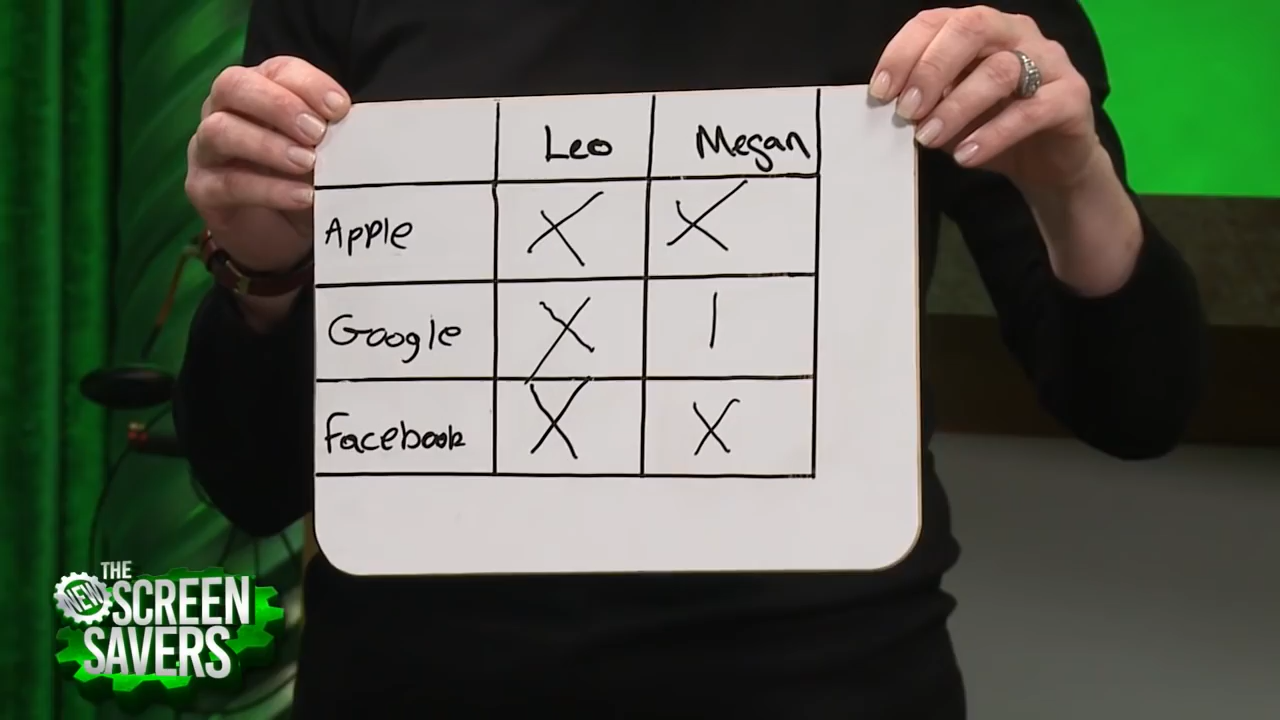 Leo Megan
Apple X X
Google X I
Facebook X X
THE
NEW SCREEN
SAVERS